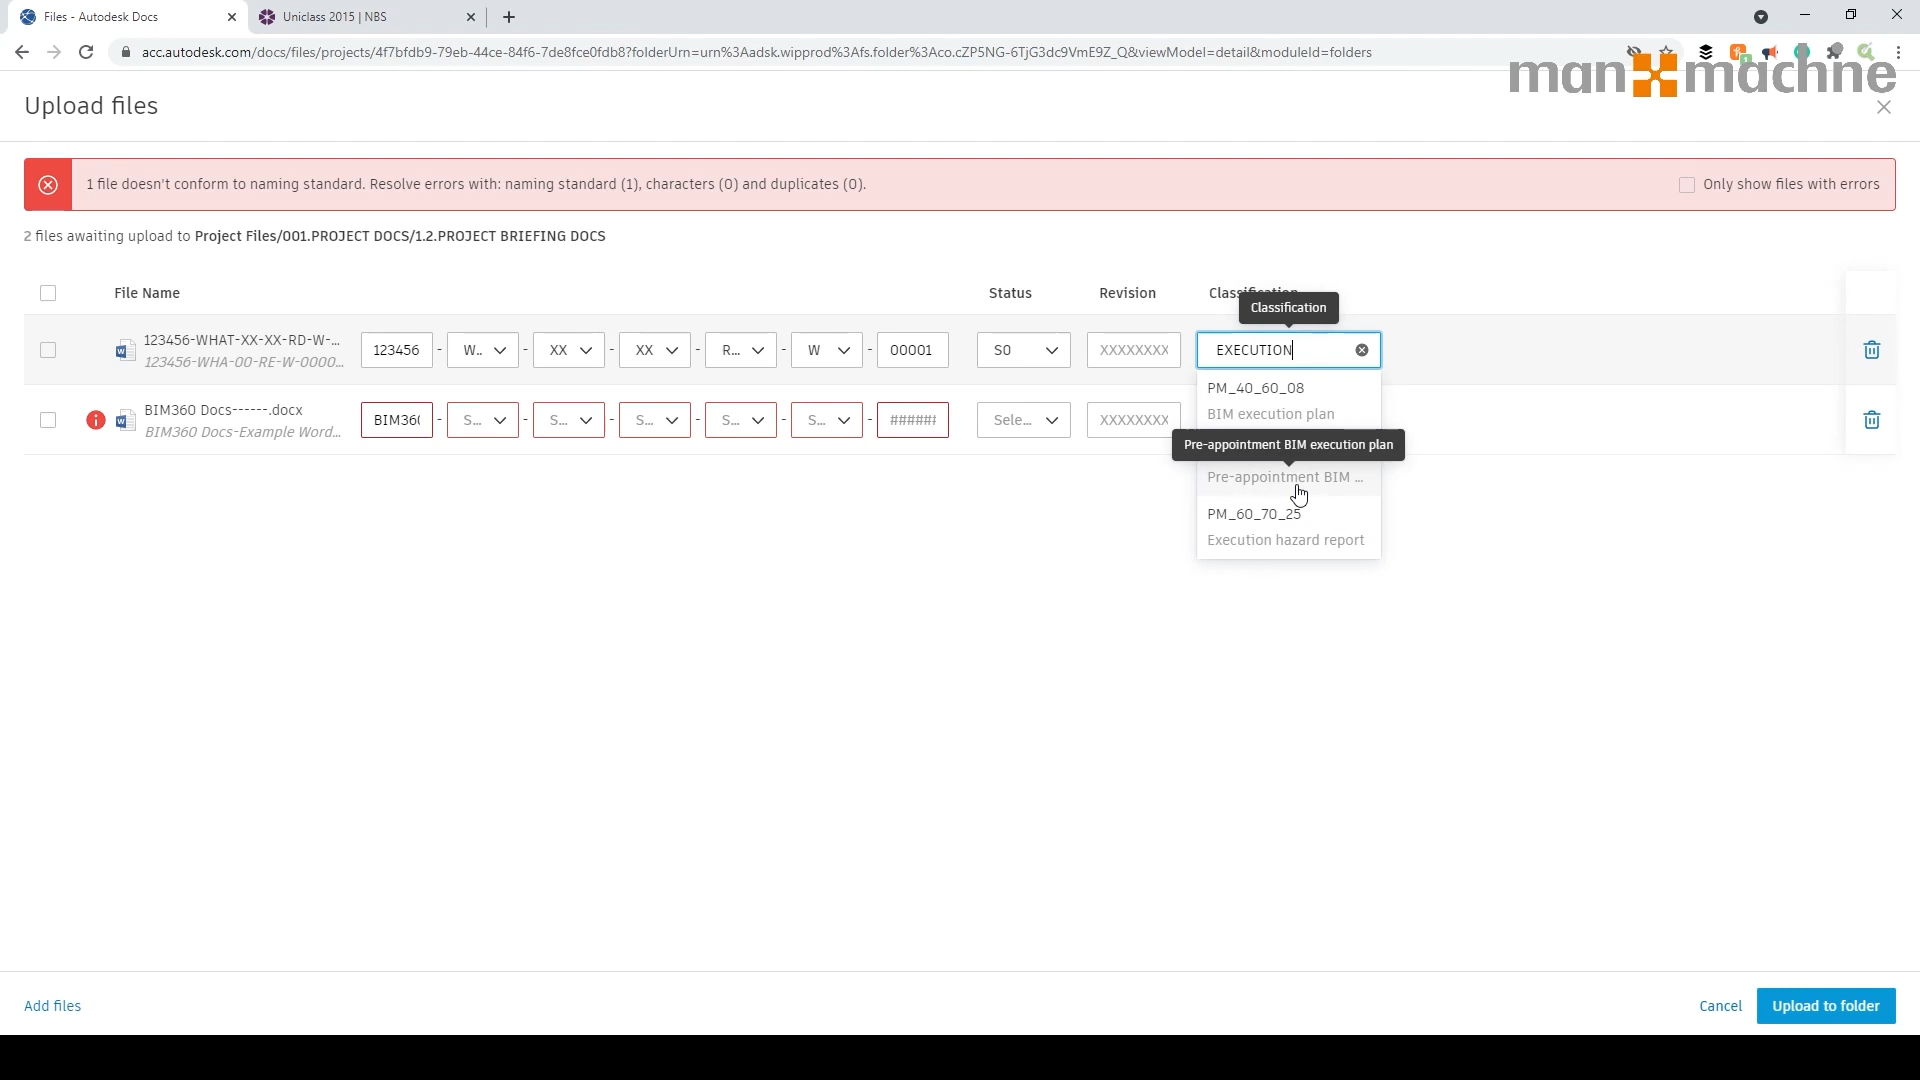 Files - Autodesk Docs
Uniclass 2015 | NBS
acc.autodesk.com/docs/files/projects/4f7bfdb9-79eb-44ce-84f6-7de8fce0fdb8?folderUrn=urn%3Aadsk.wipprod%3Afs.folder%3Aco.cZP5NG-6TjG3dc9VmE9Z_Q&viewModel=detail&moduleId=folders
man machine
Upload files
1 file doesn't conform to naming standard. Resolve errors with: naming standard (1), characters (0) and duplicates (0).
Only show files with errors
2 files awaiting upload to Project Files/001.PROJECT DOCS/1.2.PROJECT BRIEFING DOCS
File Name Status Revision
Classification
123456-WHAT-XX-XX-RD-W-...
123456-WHA-00-RE-W-0000...
123456 - W.. - XX - XX - R... - W - 00001 S0 XXXXXXXX EXECUTION
PM_40_60_08
BIM execution plan
BIM360 Docs------.docx
BIM360 Docs-Example Word...
BIM36( - S... - S... - S... - S... - S... - ###### Sele... XXXXXXXX
Pre-appointment BIM execution plan
Pre-appointment BIM ...
PM_60_70_25
Execution hazard report
Add files
Cancel
Upload to folder